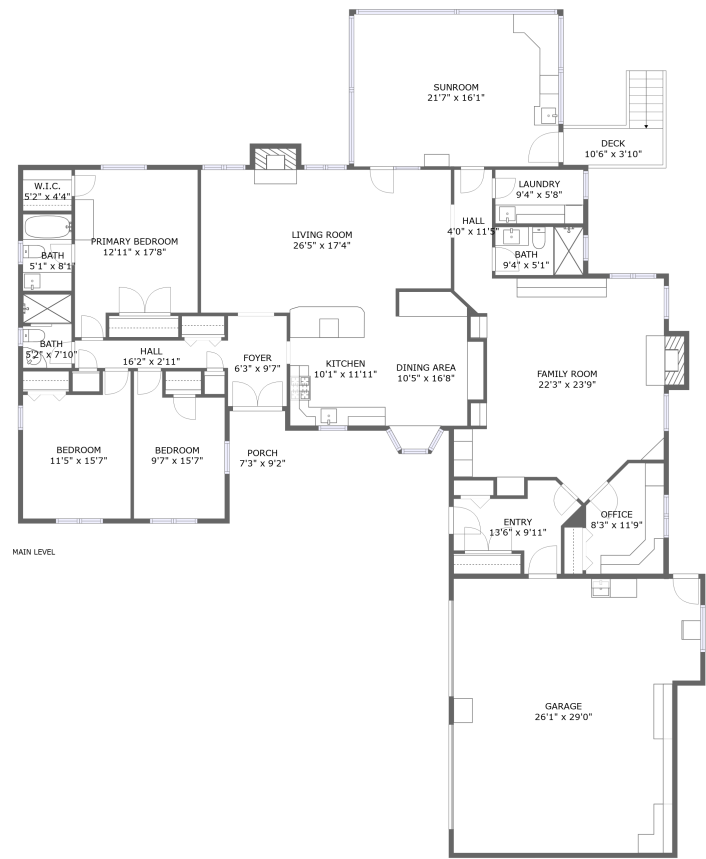 SUNROOM
21'7" x 16'1"
DECK
10'6" x 3'10"
W.I.C.
5'2" x 4'4"
LAUNDRY
9'4" x 5'8"
LIVING ROOM
26'5" x 17'4"
HALL
4'0" x 11'5"
PRIMARY BEDROOM
12'11" x 17'8"
BATH
5'1" x 8'1
BATH
9'4" x 5'1"
BATH
5'2" x 7'10"
HALL
16'2" x 2'11"
FOYER
6'3" x 9'7"
KITCHEN
10'1" x 11'11"
DINING AREA
10'5" x 16'8"
FAMILY ROOM
22'3" x 23'9"
BEDROOM
11'5" x 15'7"
BEDROOM
9'7" x 15'7"
PORCH
7'3" x 9'2"
ENTRY
13'6" x 9'11"
OFFICE
8'3" x 11'9"
MAIN LEVEL
GARAGE
26'1" x 29'0"